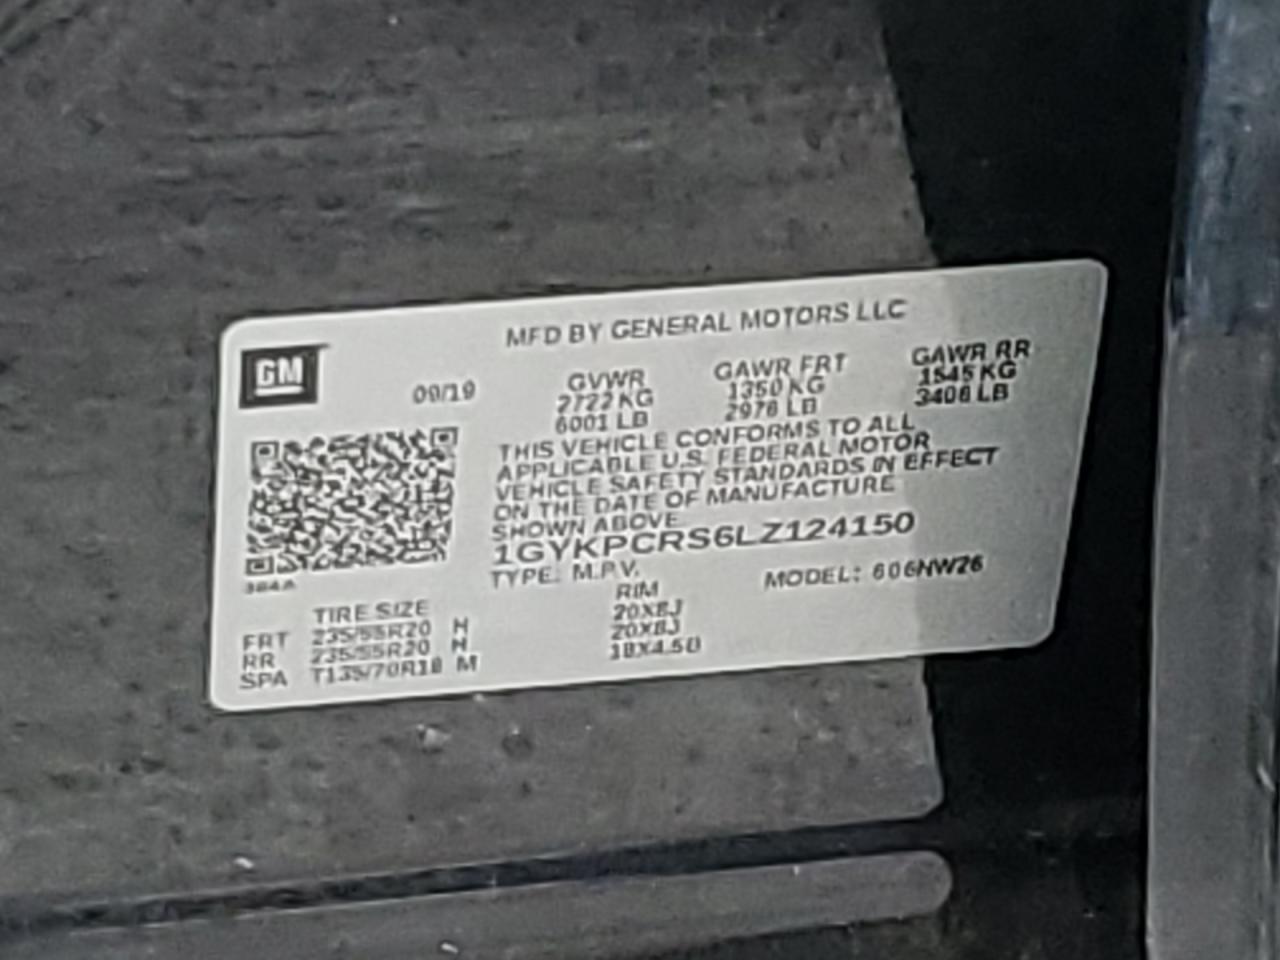 MFD BY GENERAL MOTORS LLC
GM
09/19
GVWR GAWR FRT GAWR RR
2722 KG 1350 KG 1545 KG
6001 LB 2976 LB 3406 LB
THIS VEHICLE CONFORMS TO ALL
APPLICABLE U.S. FEDERAL MOTOR
VEHICLE SAFETY STANDARDS IN EFFECT
ON THE DATE OF MANUFACTURE
SHOWN ABOVE
1GYKPCRS6LZ124150
TYPE: M.P.V. MODEL: 606NW26
TIRE SIZE RIM
FRT 235/55R20 H 20X8J
RR 235/55R20 H 20X8J
SPA T135/70R18 M 18X4.5B